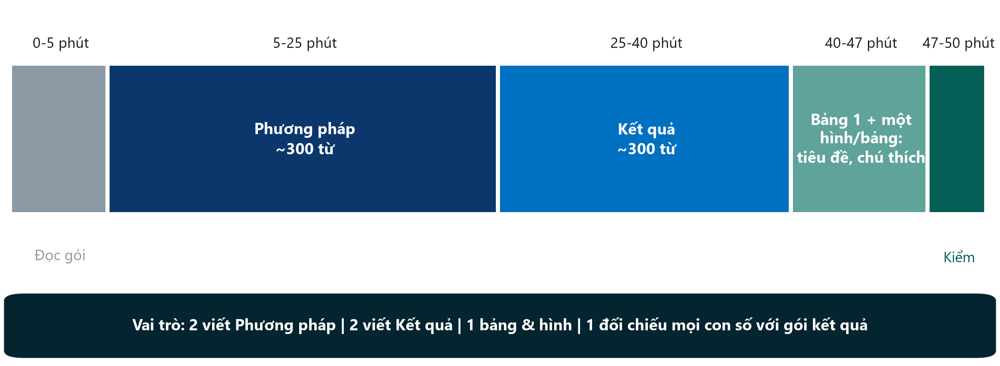 0-5 phút
5-25 phút
25-40 phút
40-47 phút
47-50 phút
Phương pháp
~300 từ
Kết quả
~300 từ
Bảng 1 + một
hình/bảng:
tiêu đề, chú thích
Đọc gói
Kiểm
Vai trò: 2 viết Phương pháp | 2 viết Kết quả | 1 bảng & hình | 1 đối chiếu mọi con số với gói kết quả